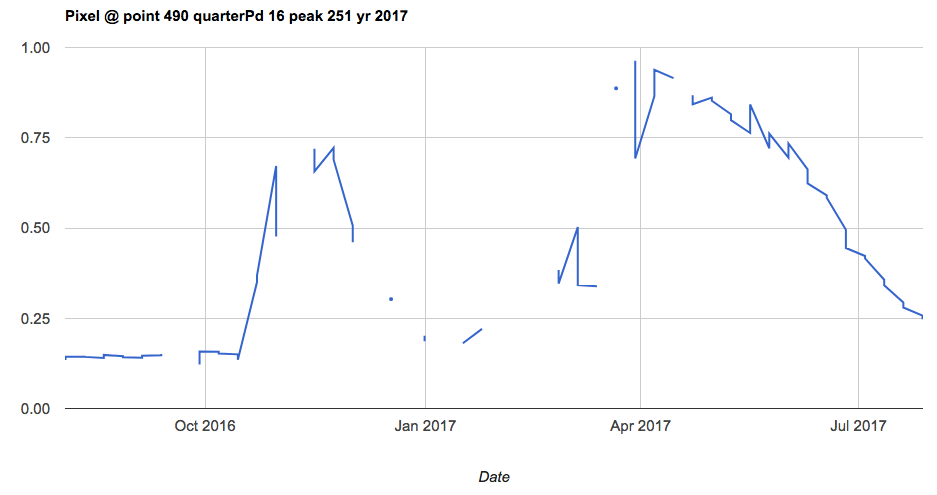 Pixel @ point 490 quarterPd 16 peak 251 yr 2017
1.00
0.75
0.50
0.25
0.00
Oct 2016 Jan 2017 Apr 2017 Jul 2017
Date